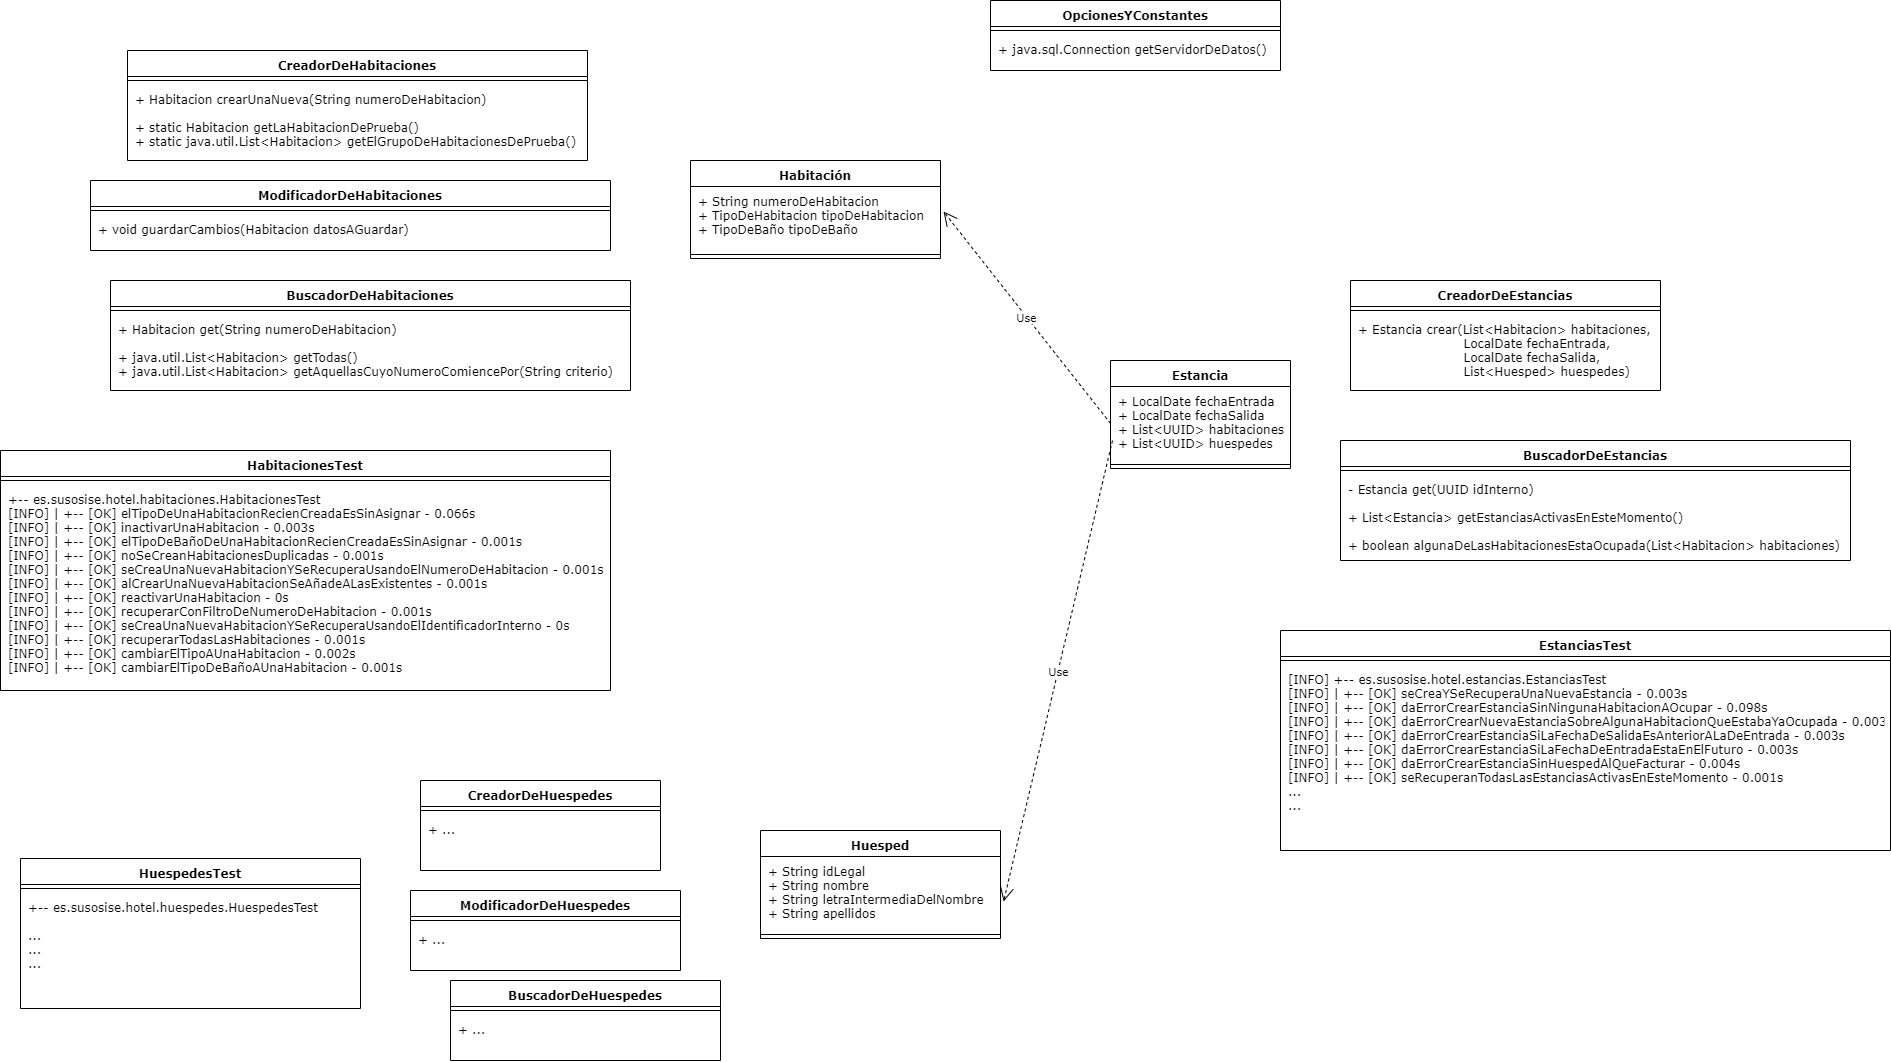 OpcionesYConstantes
+ java.sql.Connection getServidorDeDatos()
CreadorDeHabitaciones
+ Habitacion crearUnaNueva(String numeroDeHabitacion)
+ static Habitacion getLaHabitacionDePrueba()
+ static java.util.List<Habitacion> getElGrupoDeHabitacionesDePrueba()
ModificadorDeHabitaciones
+ void guardarCambios(Habitacion datosAGuardar)
BuscadorDeHabitaciones
+ Habitacion get(String numeroDeHabitacion)
+ java.util.List<Habitacion> getTodas()
+ java.util.List<Habitacion> getAquellasCuyoNumeroComiencePor(String criterio)
Habitación
+ String numeroDeHabitacion
+ TipoDeHabitacion tipoDeHabitacion
+ TipoDeBaño tipoDeBaño
Use
Estancia
+ LocalDate fechaEntrada
+ LocalDate fechaSalida
+ List<UUID> habitaciones
+ List<UUID> huespedes
CreadorDeEstancias
+ Estancia crear(List<Habitacion> habitaciones,
LocalDate fechaEntrada,
LocalDate fechaSalida,
List<Huesped> huespedes)
BuscadorDeEstancias
- Estancia get(UUID idInterno)
+ List<Estancia> getEstanciasActivasEnEsteMomento()
+ boolean algunaDeLasHabitacionesEstaOcupada(List<Habitacion> habitaciones)
HabitacionesTest
+-- es.susosise.hotel.habitaciones.HabitacionesTest
[INFO] | +-- [OK] elTipoDeUnaHabitacionRecienCreadaEsSinAsignar - 0.066s
[INFO] | +-- [OK] inactivarUnaHabitacion - 0.003s
[INFO] | +-- [OK] elTipoDeBañoDeUnaHabitacionRecienCreadaEsSinAsignar - 0.001s
[INFO] | +-- [OK] noSeCreanHabitacionesDuplicadas - 0.001s
[INFO] | +-- [OK] seCreaUnaNuevaHabitacionYSeRecuperaUsandoElNumeroDeHabitacion - 0.001s
[INFO] | +-- [OK] alCrearUnaNuevaHabitacionSeAñadeALasExistentes - 0.001s
[INFO] | +-- [OK] reactivarUnaHabitacion - 0s
[INFO] | +-- [OK] recuperarConFiltroDeNumeroDeHabitacion - 0.001s
[INFO] | +-- [OK] seCreaUnaNuevaHabitacionYSeRecuperaUsandoElIdentificadorInterno - 0s
[INFO] | +-- [OK] recuperarTodasLasHabitaciones - 0.001s
[INFO] | +-- [OK] cambiarElTipoAUnaHabitacion - 0.002s
[INFO] | +-- [OK] cambiarElTipoDeBañoAUnaHabitacion - 0.001s
Use
EstanciasTest
[INFO] +-- es.susosise.hotel.estancias.EstanciasTest
[INFO] | +-- [OK] seCreaYSeRecuperaUnaNuevaEstancia - 0.003s
[INFO] | +-- [OK] daErrorCrearEstanciaSinNingunaHabitacionAOcupar - 0.098s
[INFO] | +-- [OK] daErrorCrearNuevaEstanciaSobreAlgunaHabitacionQueEstabaYaOcupada - 0.003
[INFO] | +-- [OK] daErrorCrearEstanciaSiLaFechaDeSalidaEsAnteriorALaDeEntrada - 0.003s
[INFO] | +-- [OK] daErrorCrearEstanciaSiLaFechaDeEntradaEstaEnElFuturo - 0.003s
[INFO] | +-- [OK] daErrorCrearEstanciaSinHuespedAlQueFacturar - 0.004s
[INFO] | +-- [OK] seRecuperanTodasLasEstanciasActivasEnEsteMomento - 0.001s
...
...
CreadorDeHuespedes
+ ...
Huesped
+ String idLegal
+ String nombre
+ String letraIntermediaDelNombre
+ String apellidos
HuespedesTest
+-- es.susosise.hotel.huespedes.HuespedesTest
...
...
...
ModificadorDeHuespedes
+ ...
BuscadorDeHuespedes
+ ...